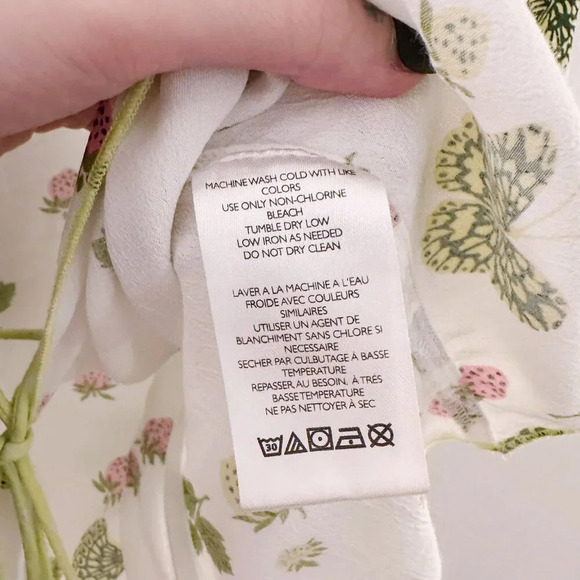 MACHINE WASH COLD WITH LIKE
COLORS
USE ONLY NON-CHLORINE
BLEACH
TUMBLE DRY LOW
LOW IRON AS NEEDED
DO NOT DRY CLEAN
LAVER A LA MACHINE A L'EAU
FROIDE AVEC COULEURS
SIMILAIRES
UTILISER UN AGENT DE
BLANCHIMENT SANS CHLORE SI
NECESSAIRE
SECHER PAR CULBUTAGE À BASSE
TEMPERATURE
REPASSER AU BESOIN. À TRÈS
BASSE TEMPERATURE
NE PAS NETTOYER À SEC
30